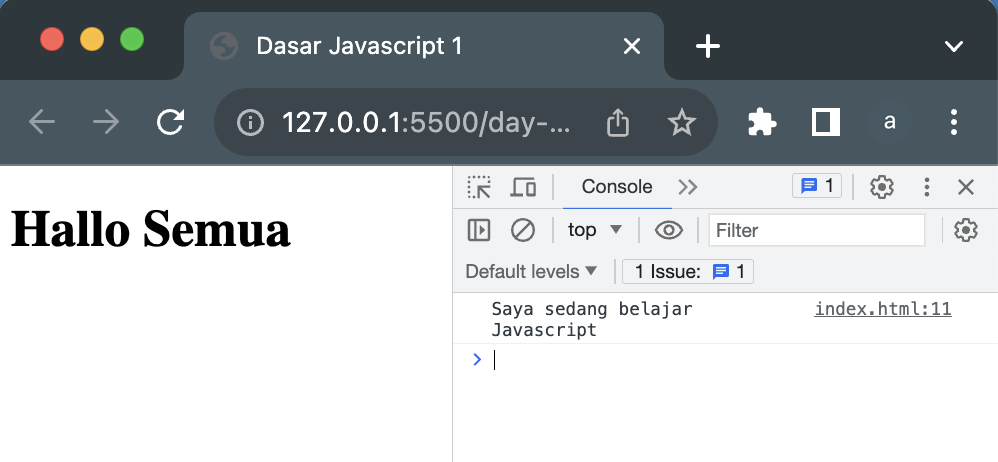 Dasar Javascript 1
127.0.0.1:5500/day-...
a
Hallo Semua
Console
1
top
Filter
Default levels
1 Issue: 1
Saya sedang belajar index.html:11
Javascript